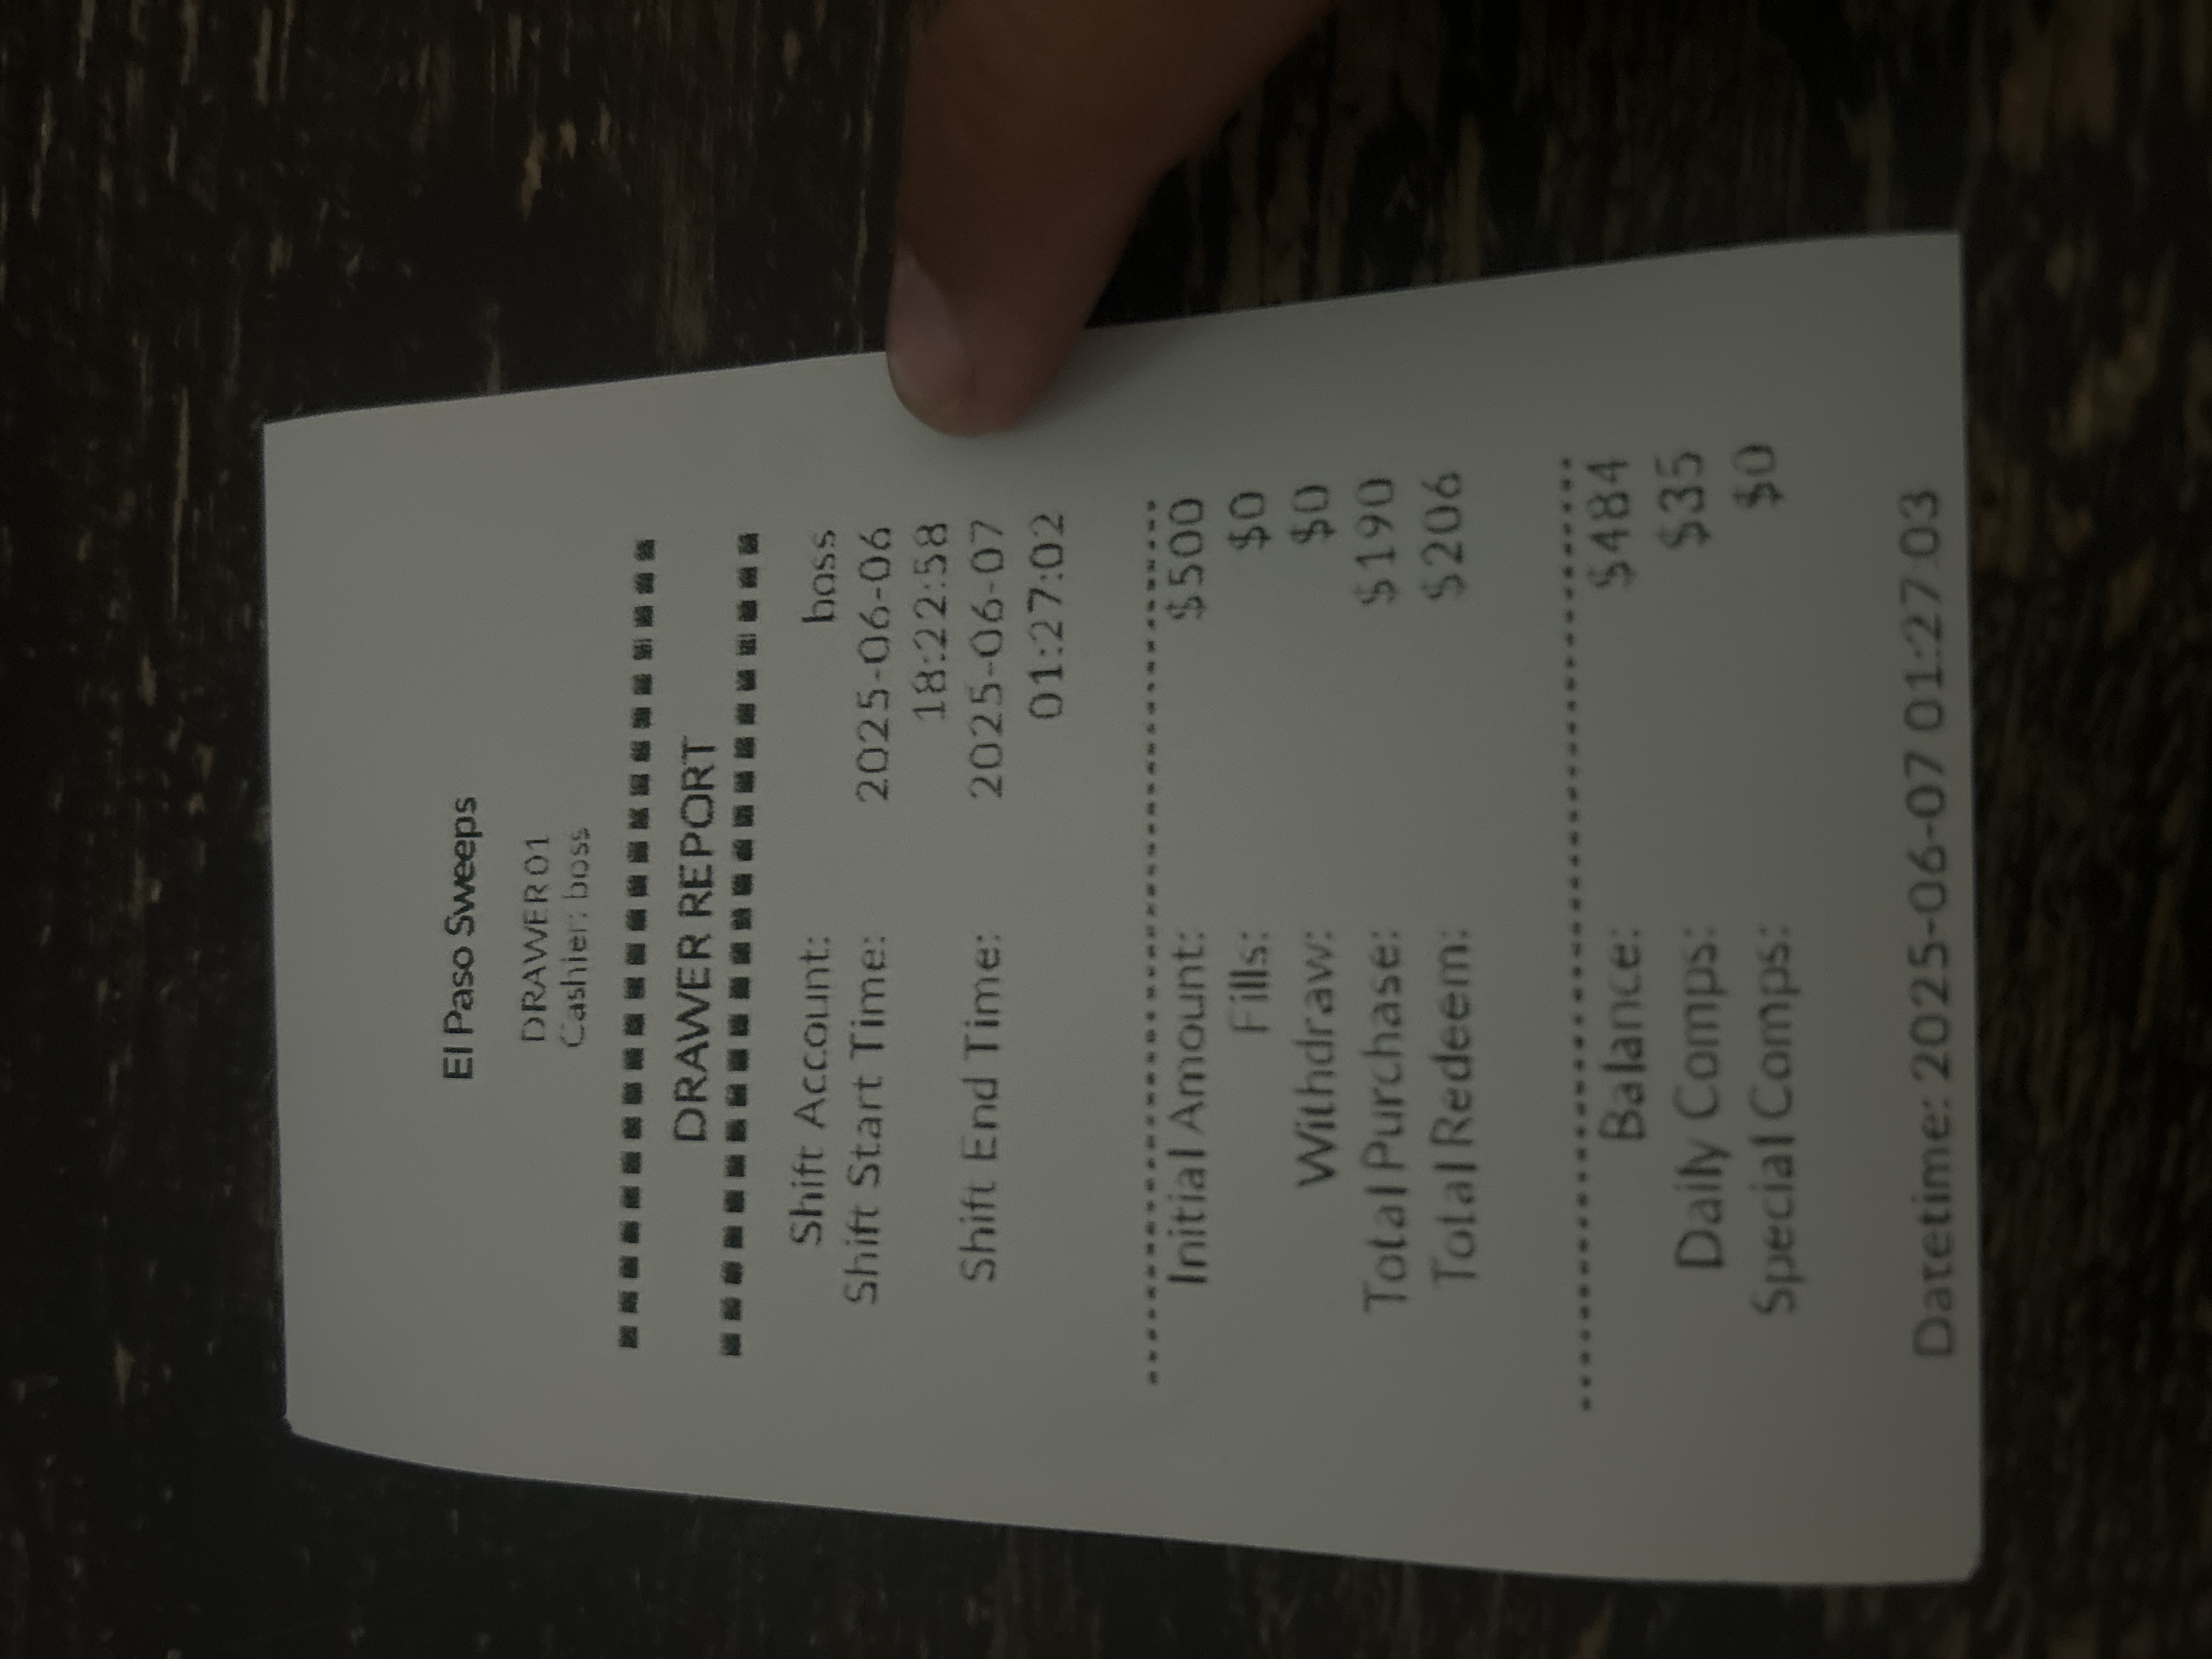 El Paso Sweeps
DRAWER01
Cashier: boss
DRAWER REPORT
Shift Account: boss
Shift Start Time: 2025-06-06
18:22:58
Shift End Time: 2025-06-07
01:27:02
Initial Amount: $500
Fills: $0
Withdraw: $0
Total Purchase: $190
Total Redeem: $206
Balance: $484
Daily Comps: $35
Special Comps: $0
Datetime: 2025-06-07 01:27:03